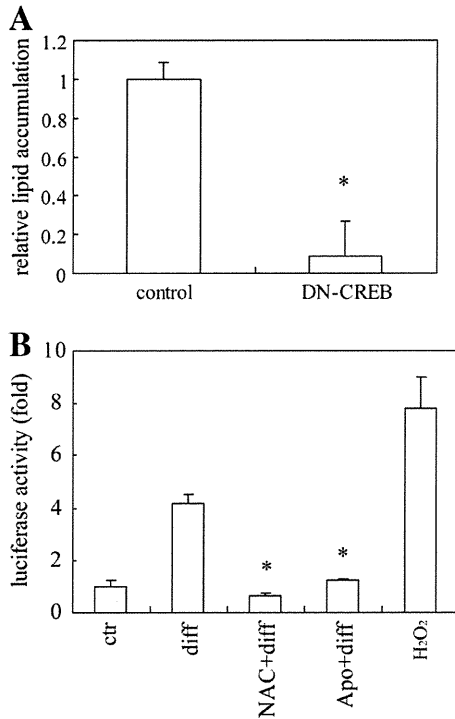 A
relative lipid accumulation
1.2
1
0.8
0.6
0.4
0.2
0
*
control
DN-CREB
B
luciferase activity (fold)
10
8
6
4
2
0
*
*
ctr
diff
NAC+diff
Apo+diff
H₂O₂